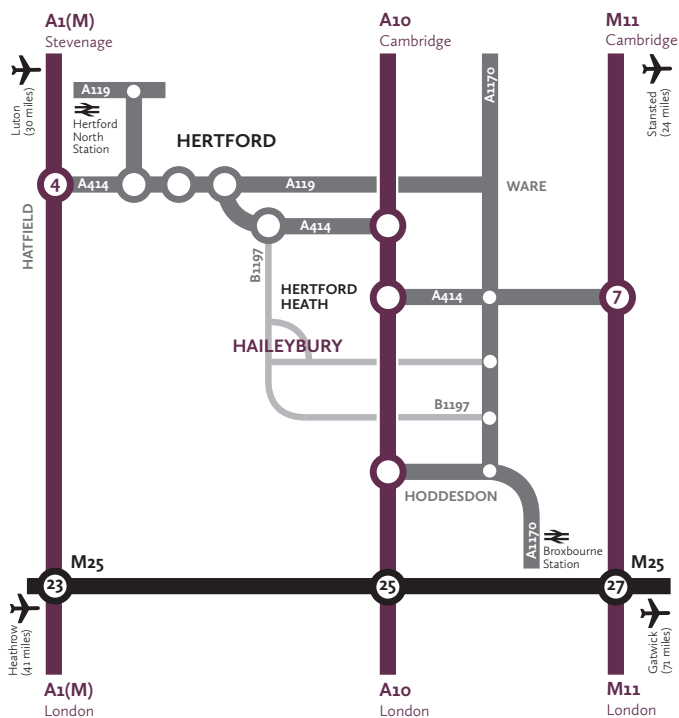 A1(M)
Stevenage
A10
Cambridge
M11
Cambridge
Luton
(30 miles)
A119
Hertford
North
Station
HERTFORD
A1170
Stansted
(24 miles)
4
A414
A119
WARE
HATFIELD
A414
B1197
HERTFORD
HEATH
A414
7
HAILEYBURY
B1197
HODDESDON
A1170
Broxbourne
Station
M25
M25
23
25
27
Heathrow
(41 miles)
Gatwick
(71 miles)
A1(M)
London
A10
London
M11
London